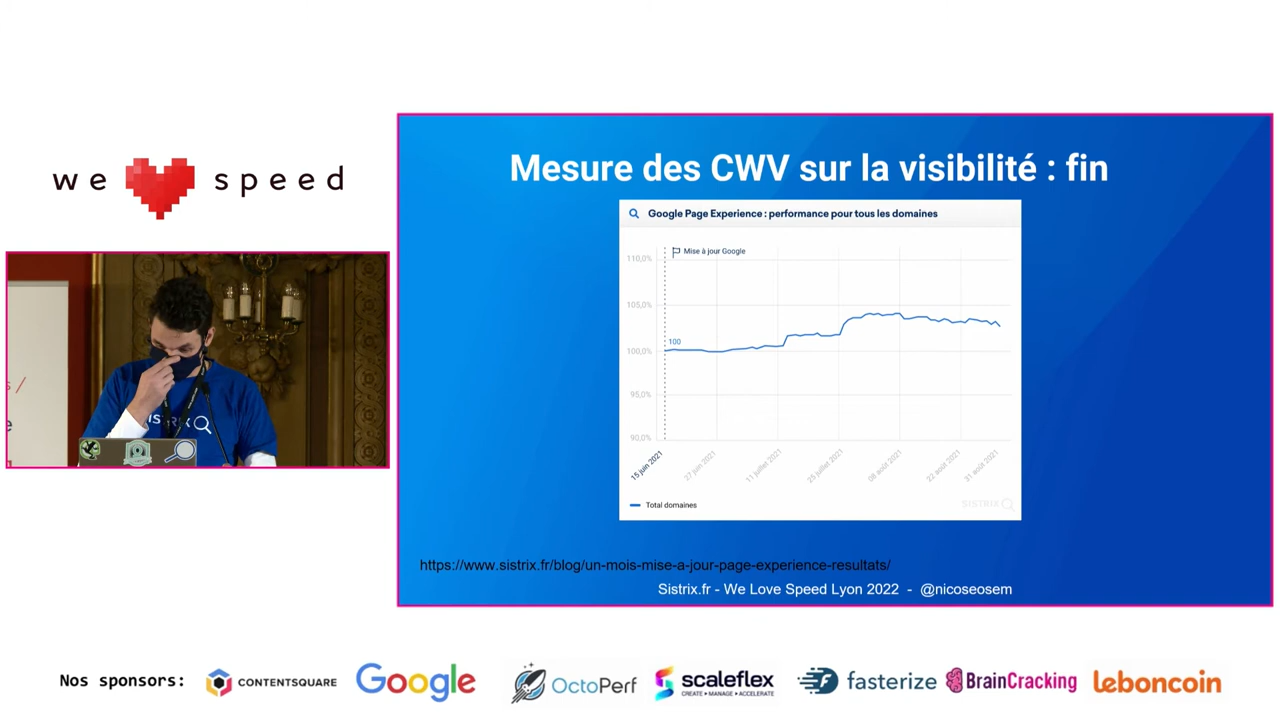 we speed
Mesure des CWV sur la visibilité : fin
Google Page Experience : performance pour tous les domaines
Mise à jour Google
110,0%
105,0%
100
100,0%
95,0%
90,0%
15 juin 2021
27 juin 2021
11 juillet 2021
25 juillet 2021
08 août 2021
22 août 2021
31 août 2021
Total domaines
SISTRIX
https://www.sistrix.fr/blog/un-mois-mise-a-jour-page-experience-resultats/
Sistrix.fr - We Love Speed Lyon 2022 - @nicoseosem
SISTRIX
Nos sponsors:
CONTENTSQUARE
Google
OctoPerf
scaleflex
CREATE • MANAGE • ACCELERATE
fasterize
BrainCracking
leboncoin